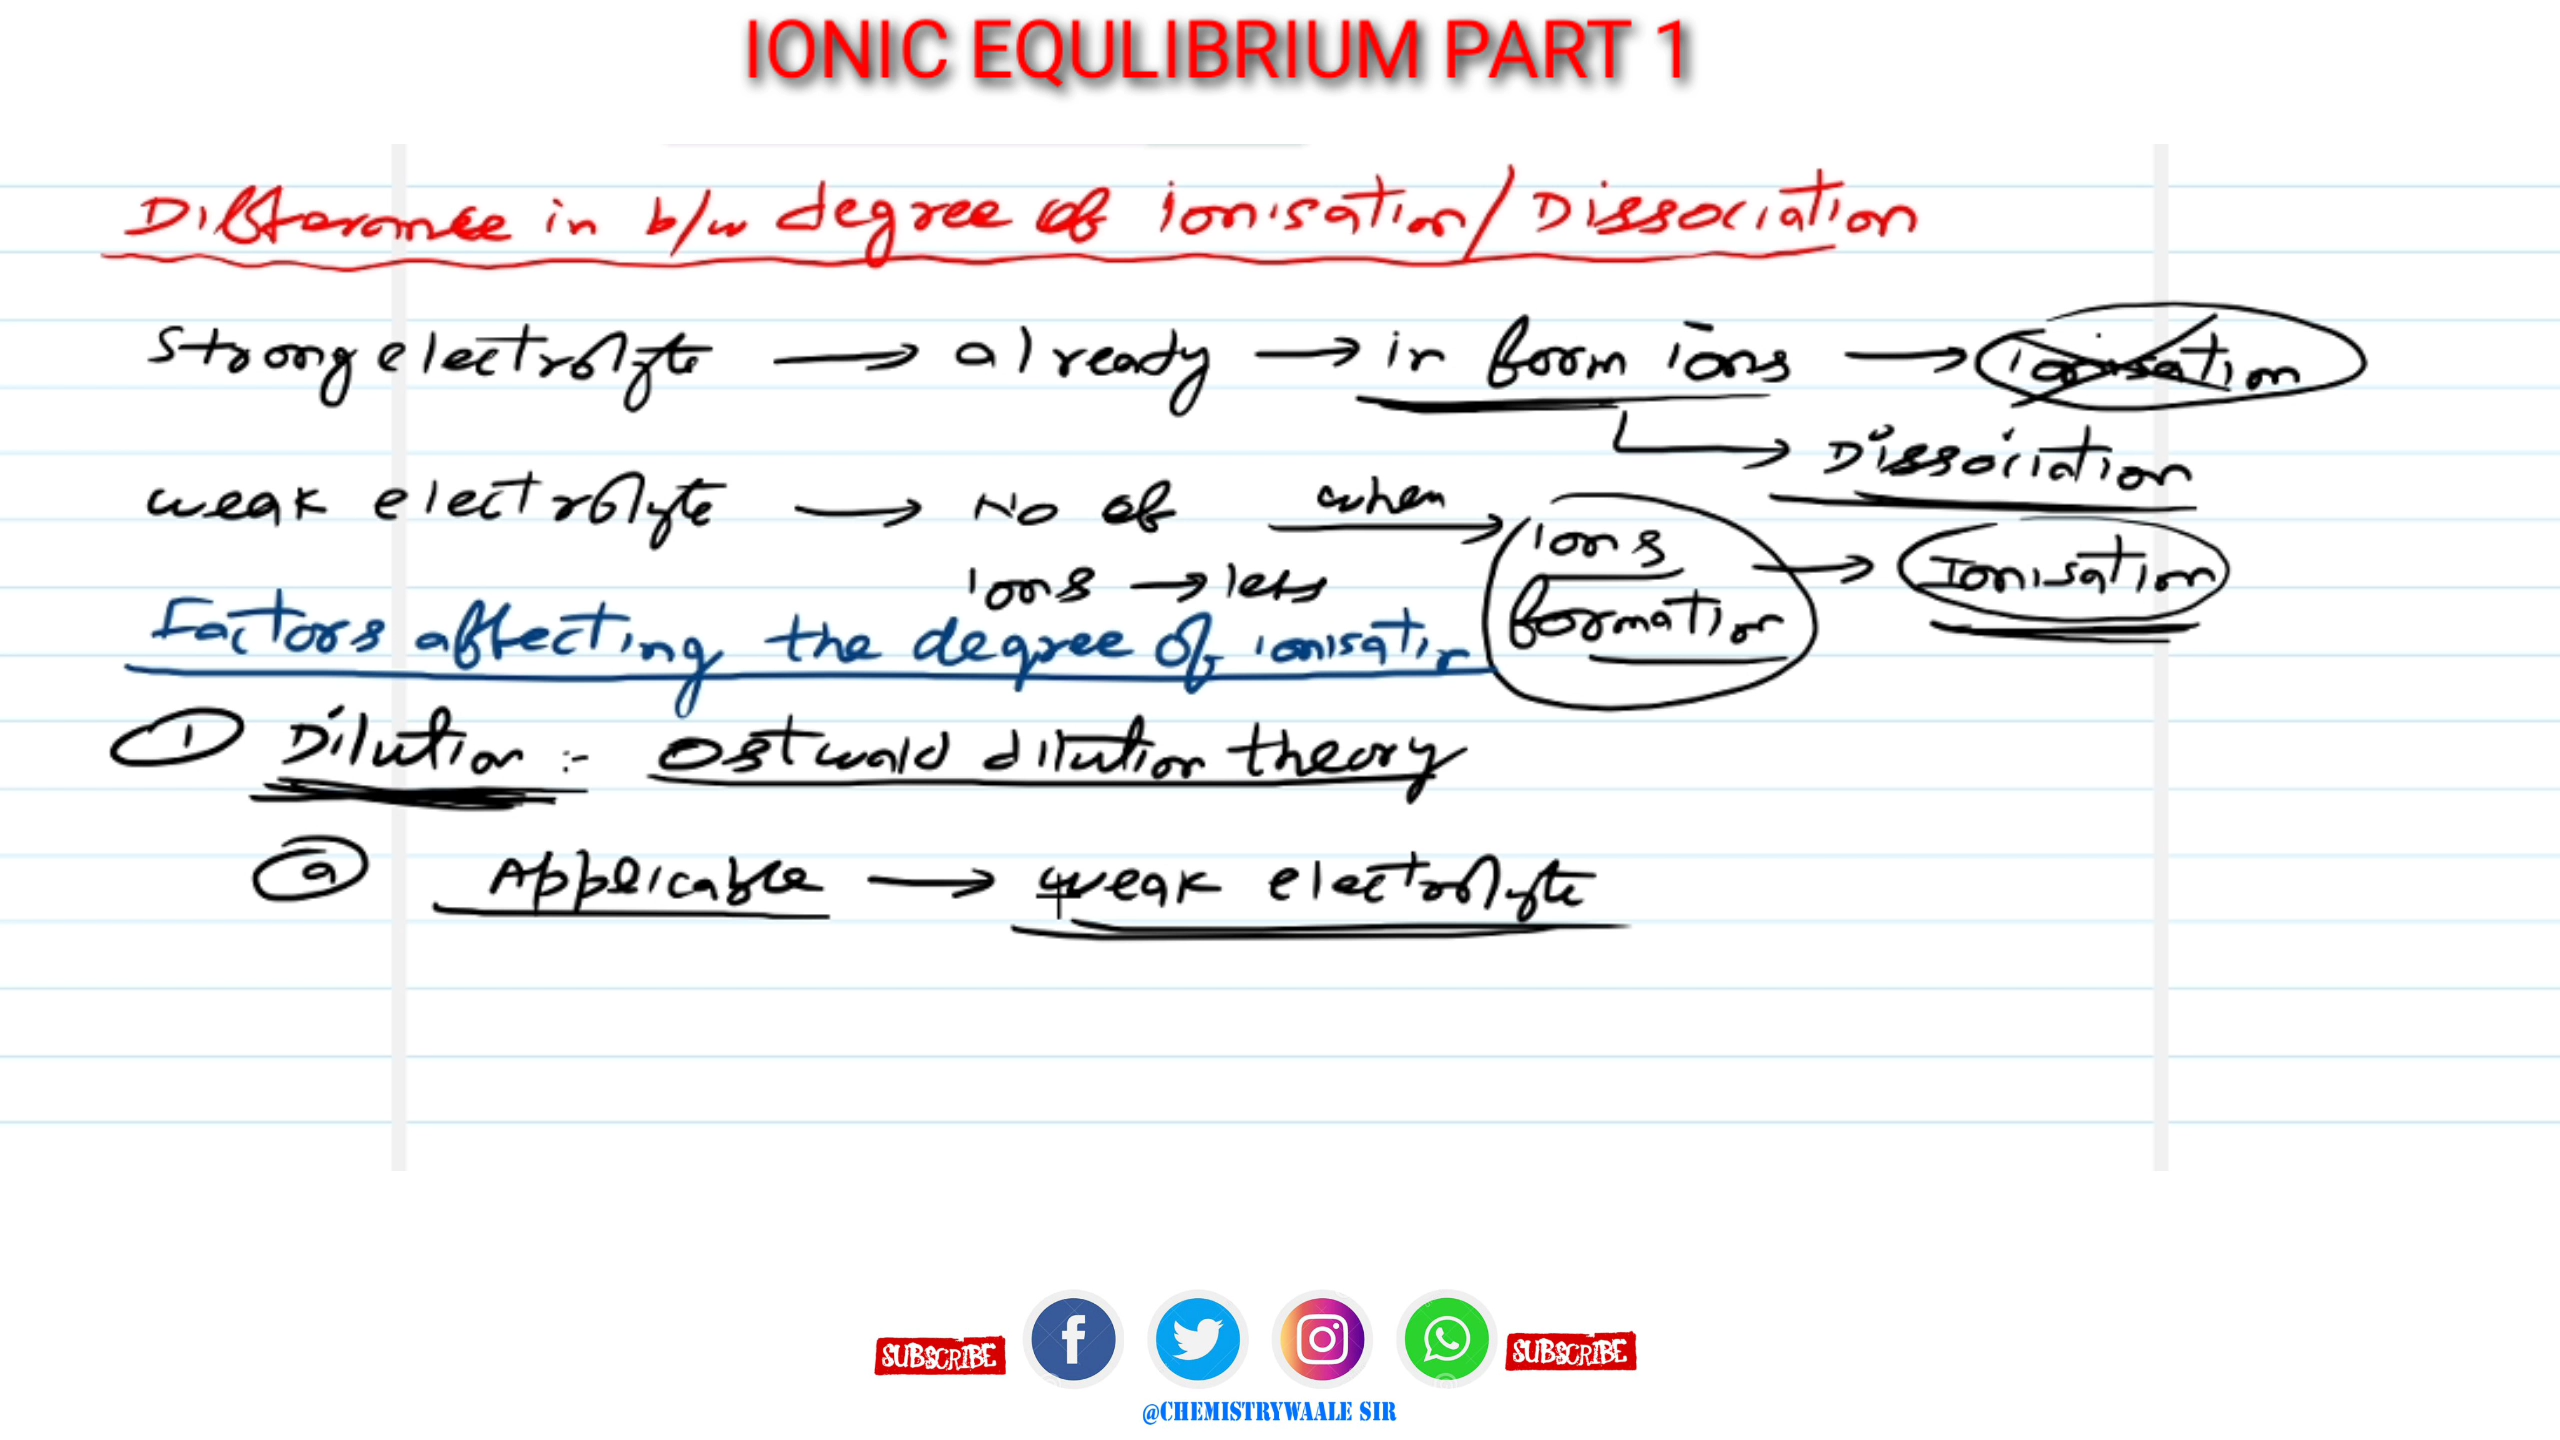 IONIC EQULIBRIUM PART 1
Difference in b/w degree of ionisation/Dissociation
Strong electrolyte → already → in form ions → ionisation
→ Dissociation
weak electrolyte → No of when → ions → Ionisation
ions → less formation
Factors affecting the degree of ionisatin
① Dilution :- Ostwald dilution theory
ⓐ Applicable → weak electrolyte
SUBSCRIBE SUBSCRIBE
@CHEMISTRYWAALE SIR